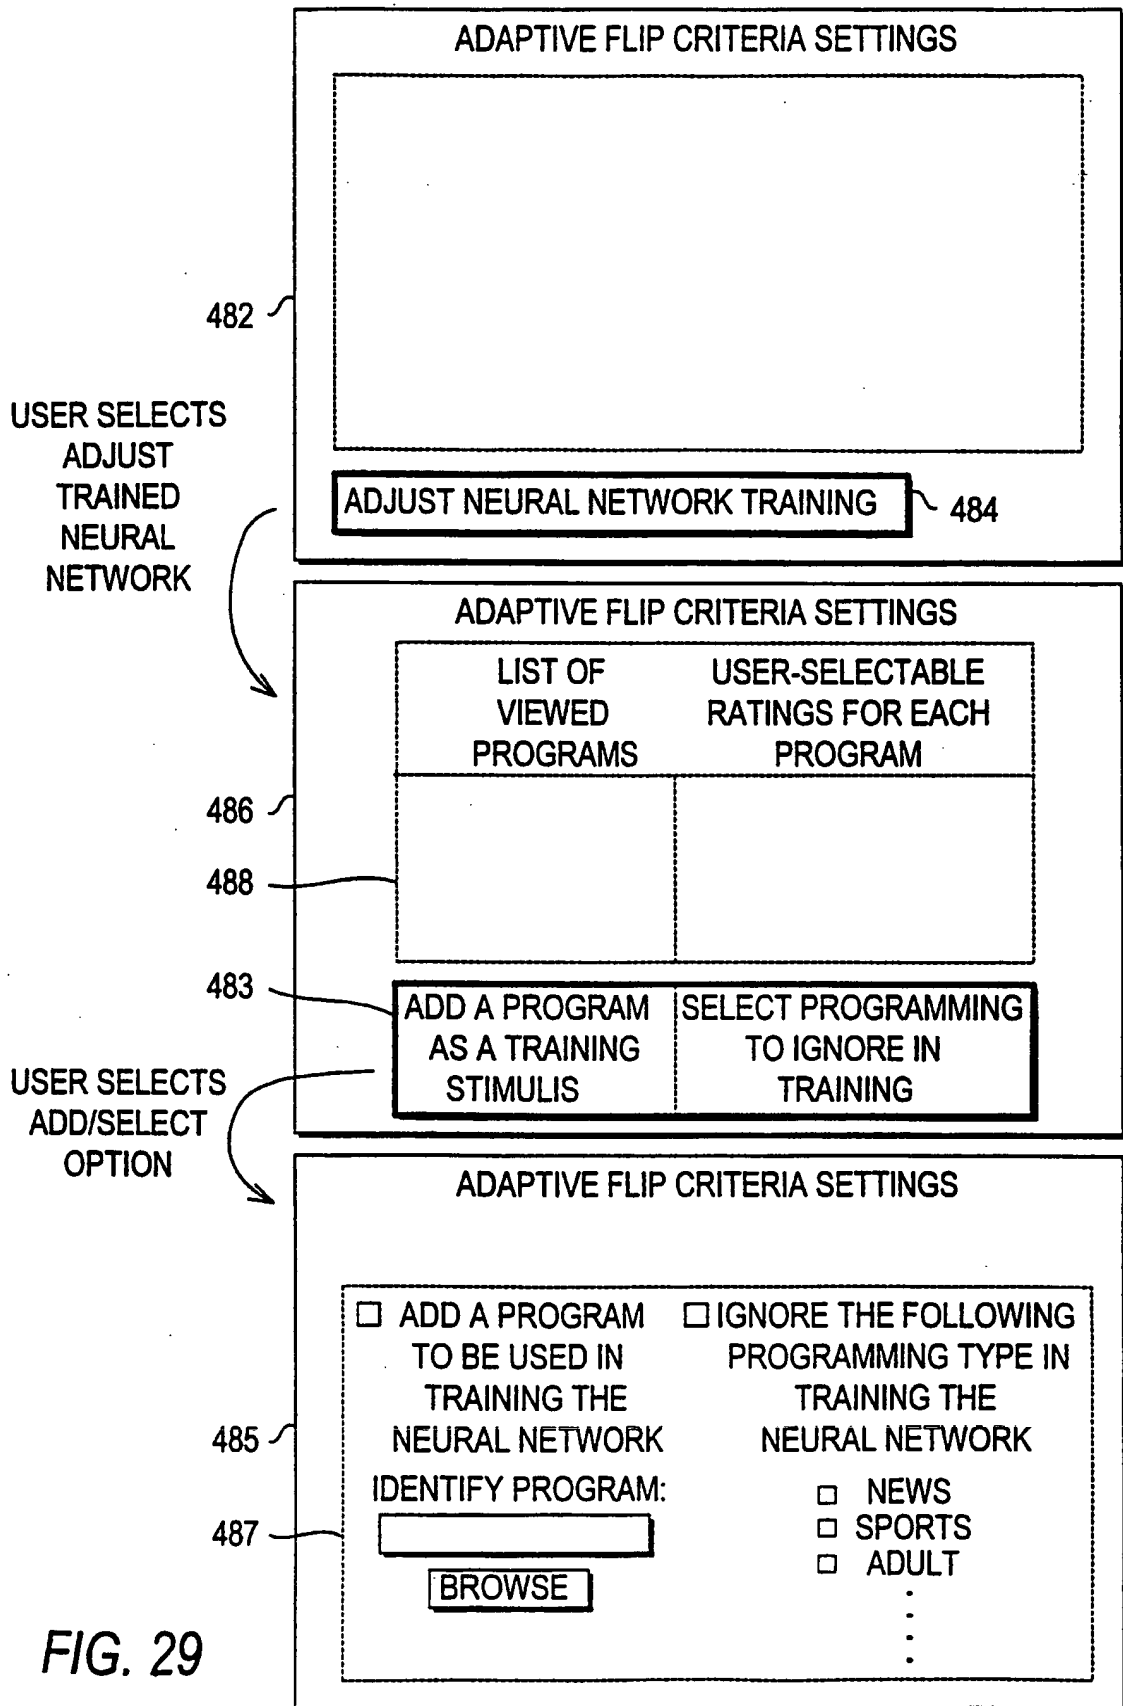 ADAPTIVE FLIP CRITERIA SETTINGS
482
USER SELECTS
ADJUST
TRAINED
NEURAL
NETWORK
ADJUST NEURAL NETWORK TRAINING
484
ADAPTIVE FLIP CRITERIA SETTINGS
LIST OF
VIEWED
PROGRAMS
USER-SELECTABLE
RATINGS FOR EACH
PROGRAM
486
488
483
ADD A PROGRAM
AS A TRAINING
STIMULIS
SELECT PROGRAMMING
TO IGNORE IN
TRAINING
USER SELECTS
ADD/SELECT
OPTION
ADAPTIVE FLIP CRITERIA SETTINGS
ADD A PROGRAM
TO BE USED IN
TRAINING THE
NEURAL NETWORK
IGNORE THE FOLLOWING
PROGRAMMING TYPE IN
TRAINING THE
NEURAL NETWORK
485
IDENTIFY PROGRAM:
487
BROWSE
NEWS
SPORTS
ADULT
FIG. 29